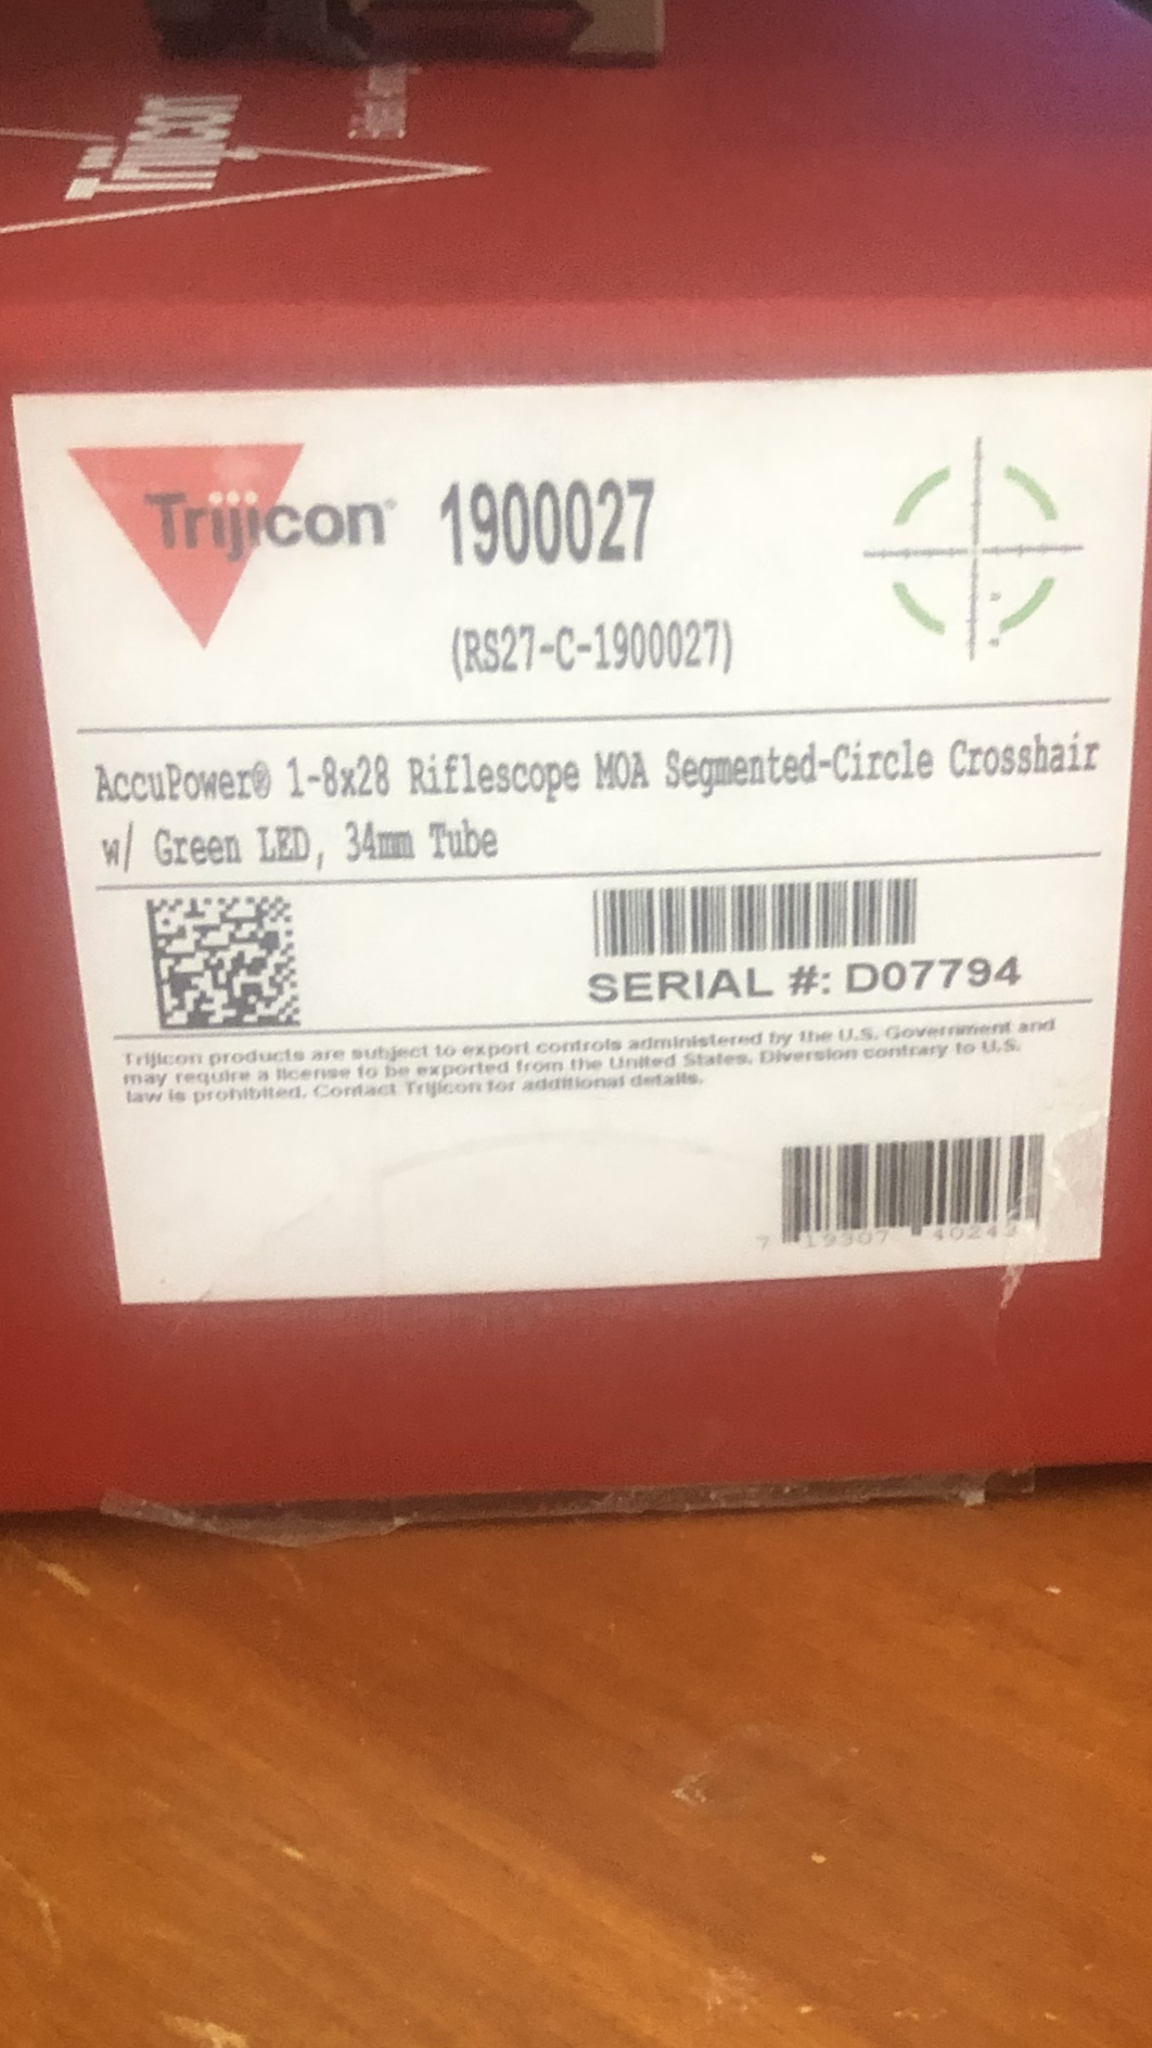 Trijicon
Trijicon® 1900027
(RS27-C-1900027)
AccuPower® 1-8x28 Riflescope MOA Segmented-Circle Crosshair
w/ Green LED, 34mm Tube
SERIAL #: D07794
Trijicon products are subject to export controls administered by the U.S. Government and
may require a license to be exported from the United States. Diversion contrary to U.S.
law is prohibited. Contact Trijicon for additional details.
7 19307 40243